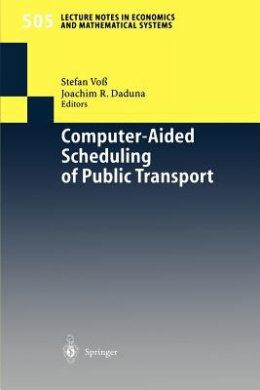 505
LECTURE NOTES IN ECONOMICS
AND MATHEMATICAL SYSTEMS
Stefan Voß
Joachim R. Daduna
Editors
Computer-Aided
Scheduling
of Public Transport
Springer